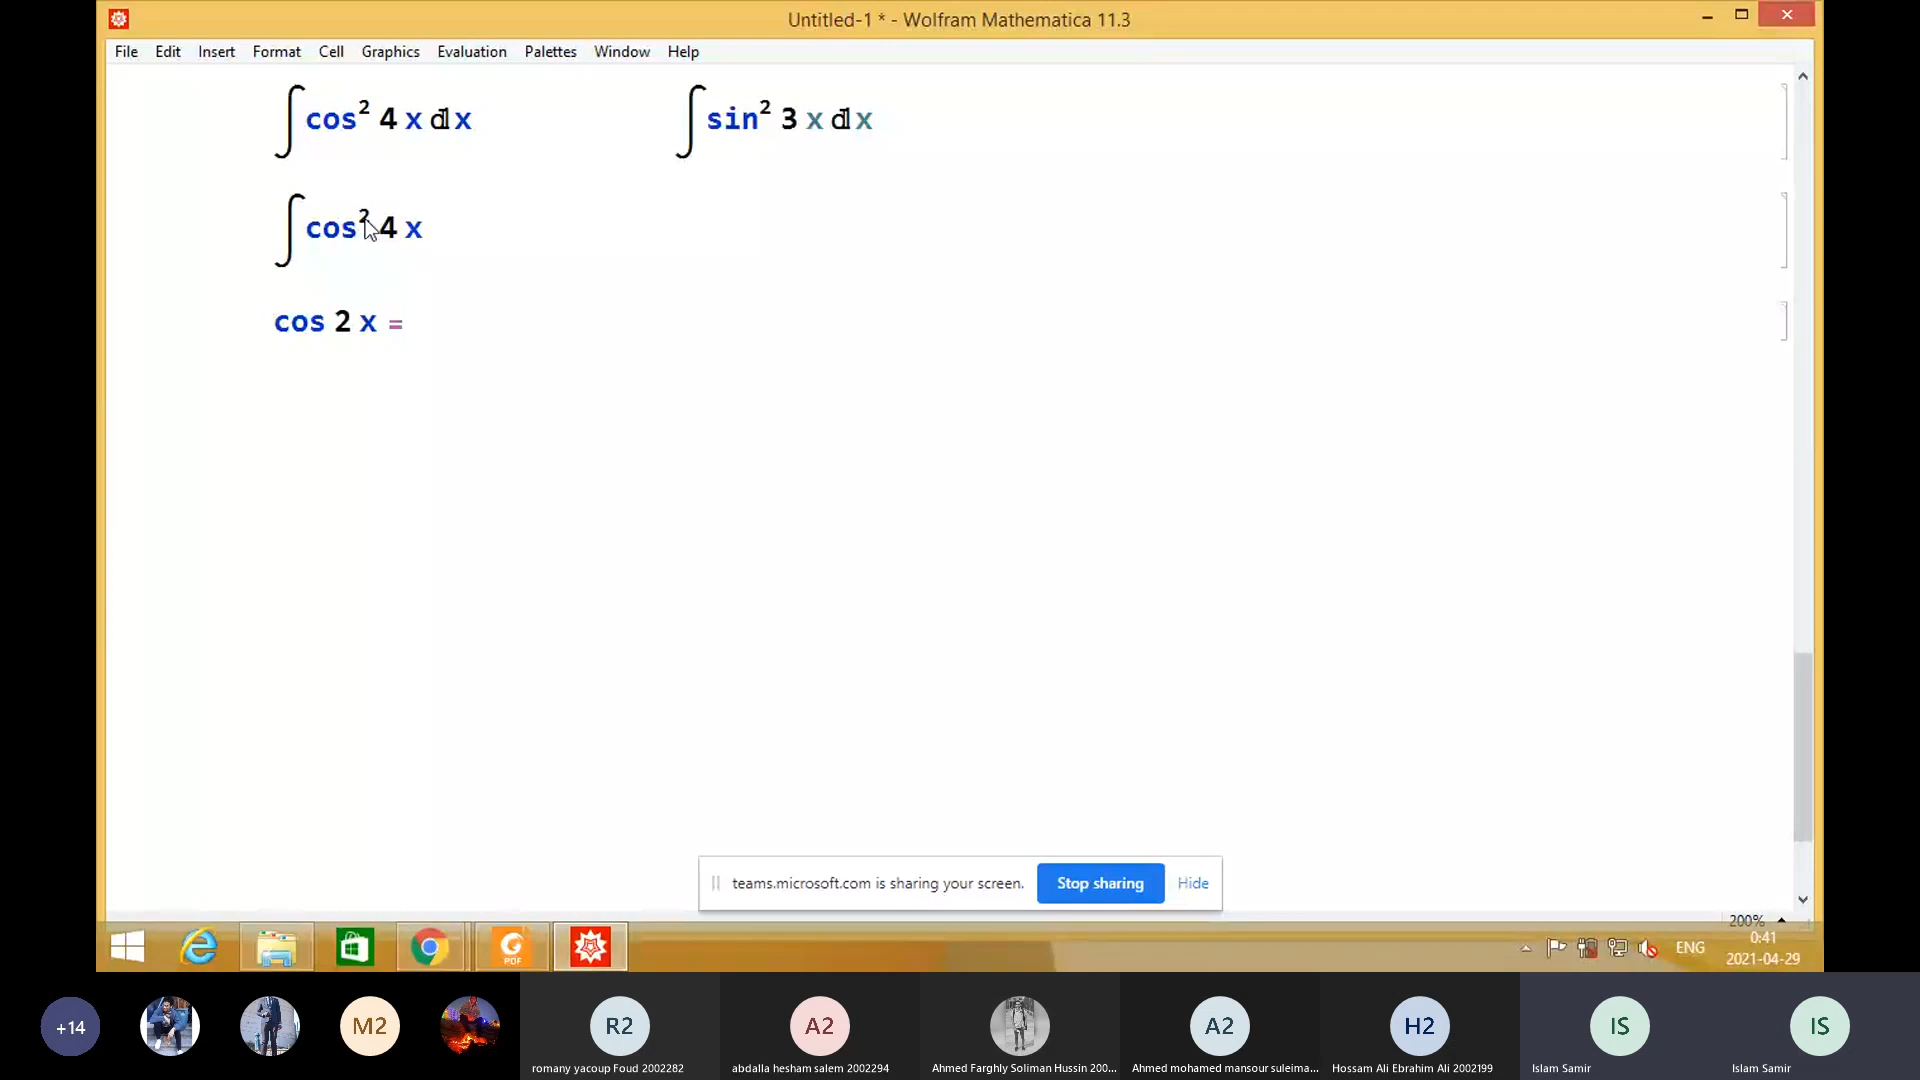 Untitled-1 * - Wolfram Mathematica 11.3
File Edit Insert Format Cell Graphics Evaluation Palettes Window Help
∫cos² 4 x ⅆx ∫sin² 3 x ⅆx
∫cos² 4 x
cos 2 x =
teams.microsoft.com is sharing your screen. Stop sharing Hide
200%
PDF
ENG
0:41
2021-04-29
+14
M2
R2
A2
A2
H2
IS
IS
romany yacoup Foud 2002282
abdalla hesham salem 2002294
Ahmed Farghly Soliman Hussin 200...
Ahmed mohamed mansour suleima...
Hossam Ali Ebrahim Ali 2002199
Islam Samir
Islam Samir